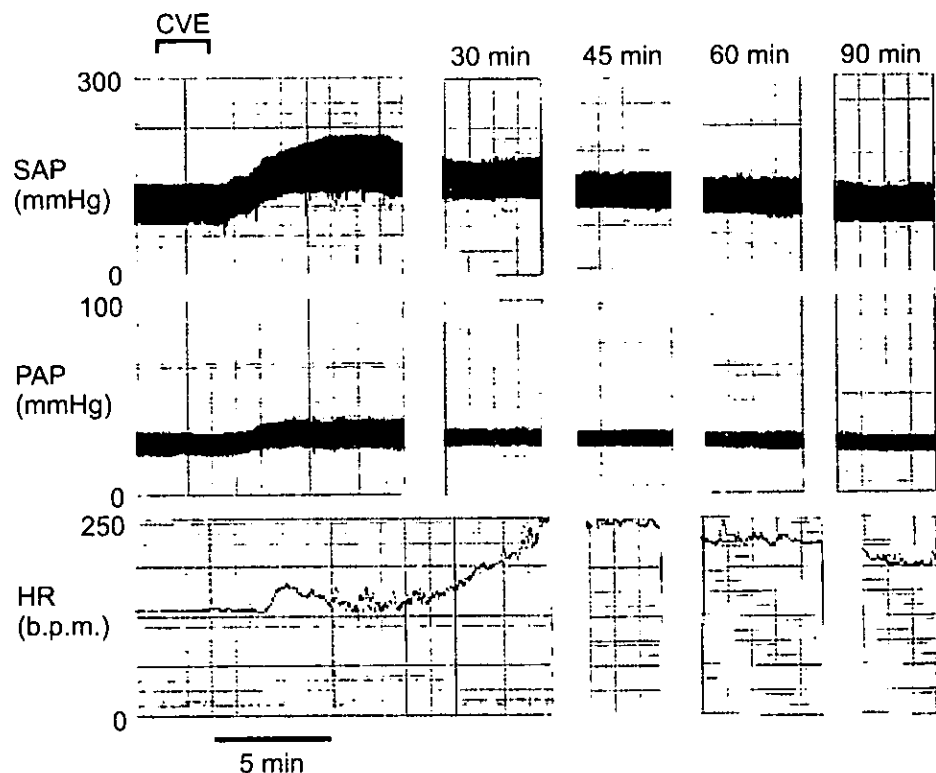 CVE
30 min 45 min 60 min 90 min
300
SAP
(mmHg)
0
100
PAP
(mmHg)
0
250
HR
(b.p.m.)
0
5 min